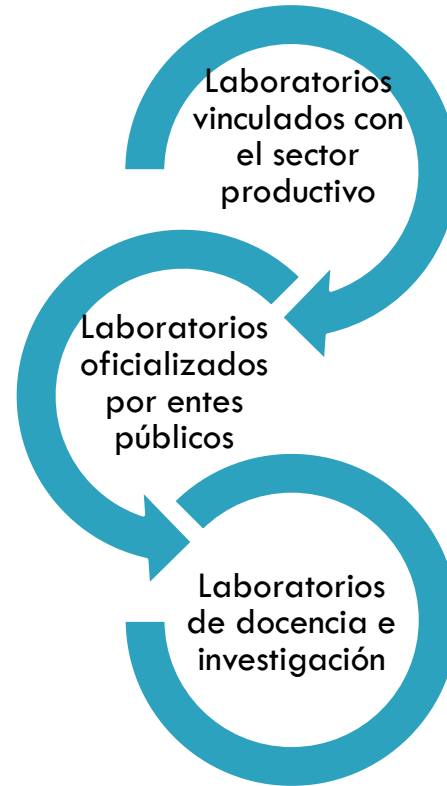 Laboratorios
vinculados con
el sector
productivo
Laboratorios
oficializados
por entes
públicos
Laboratorios
de docencia e
investigación